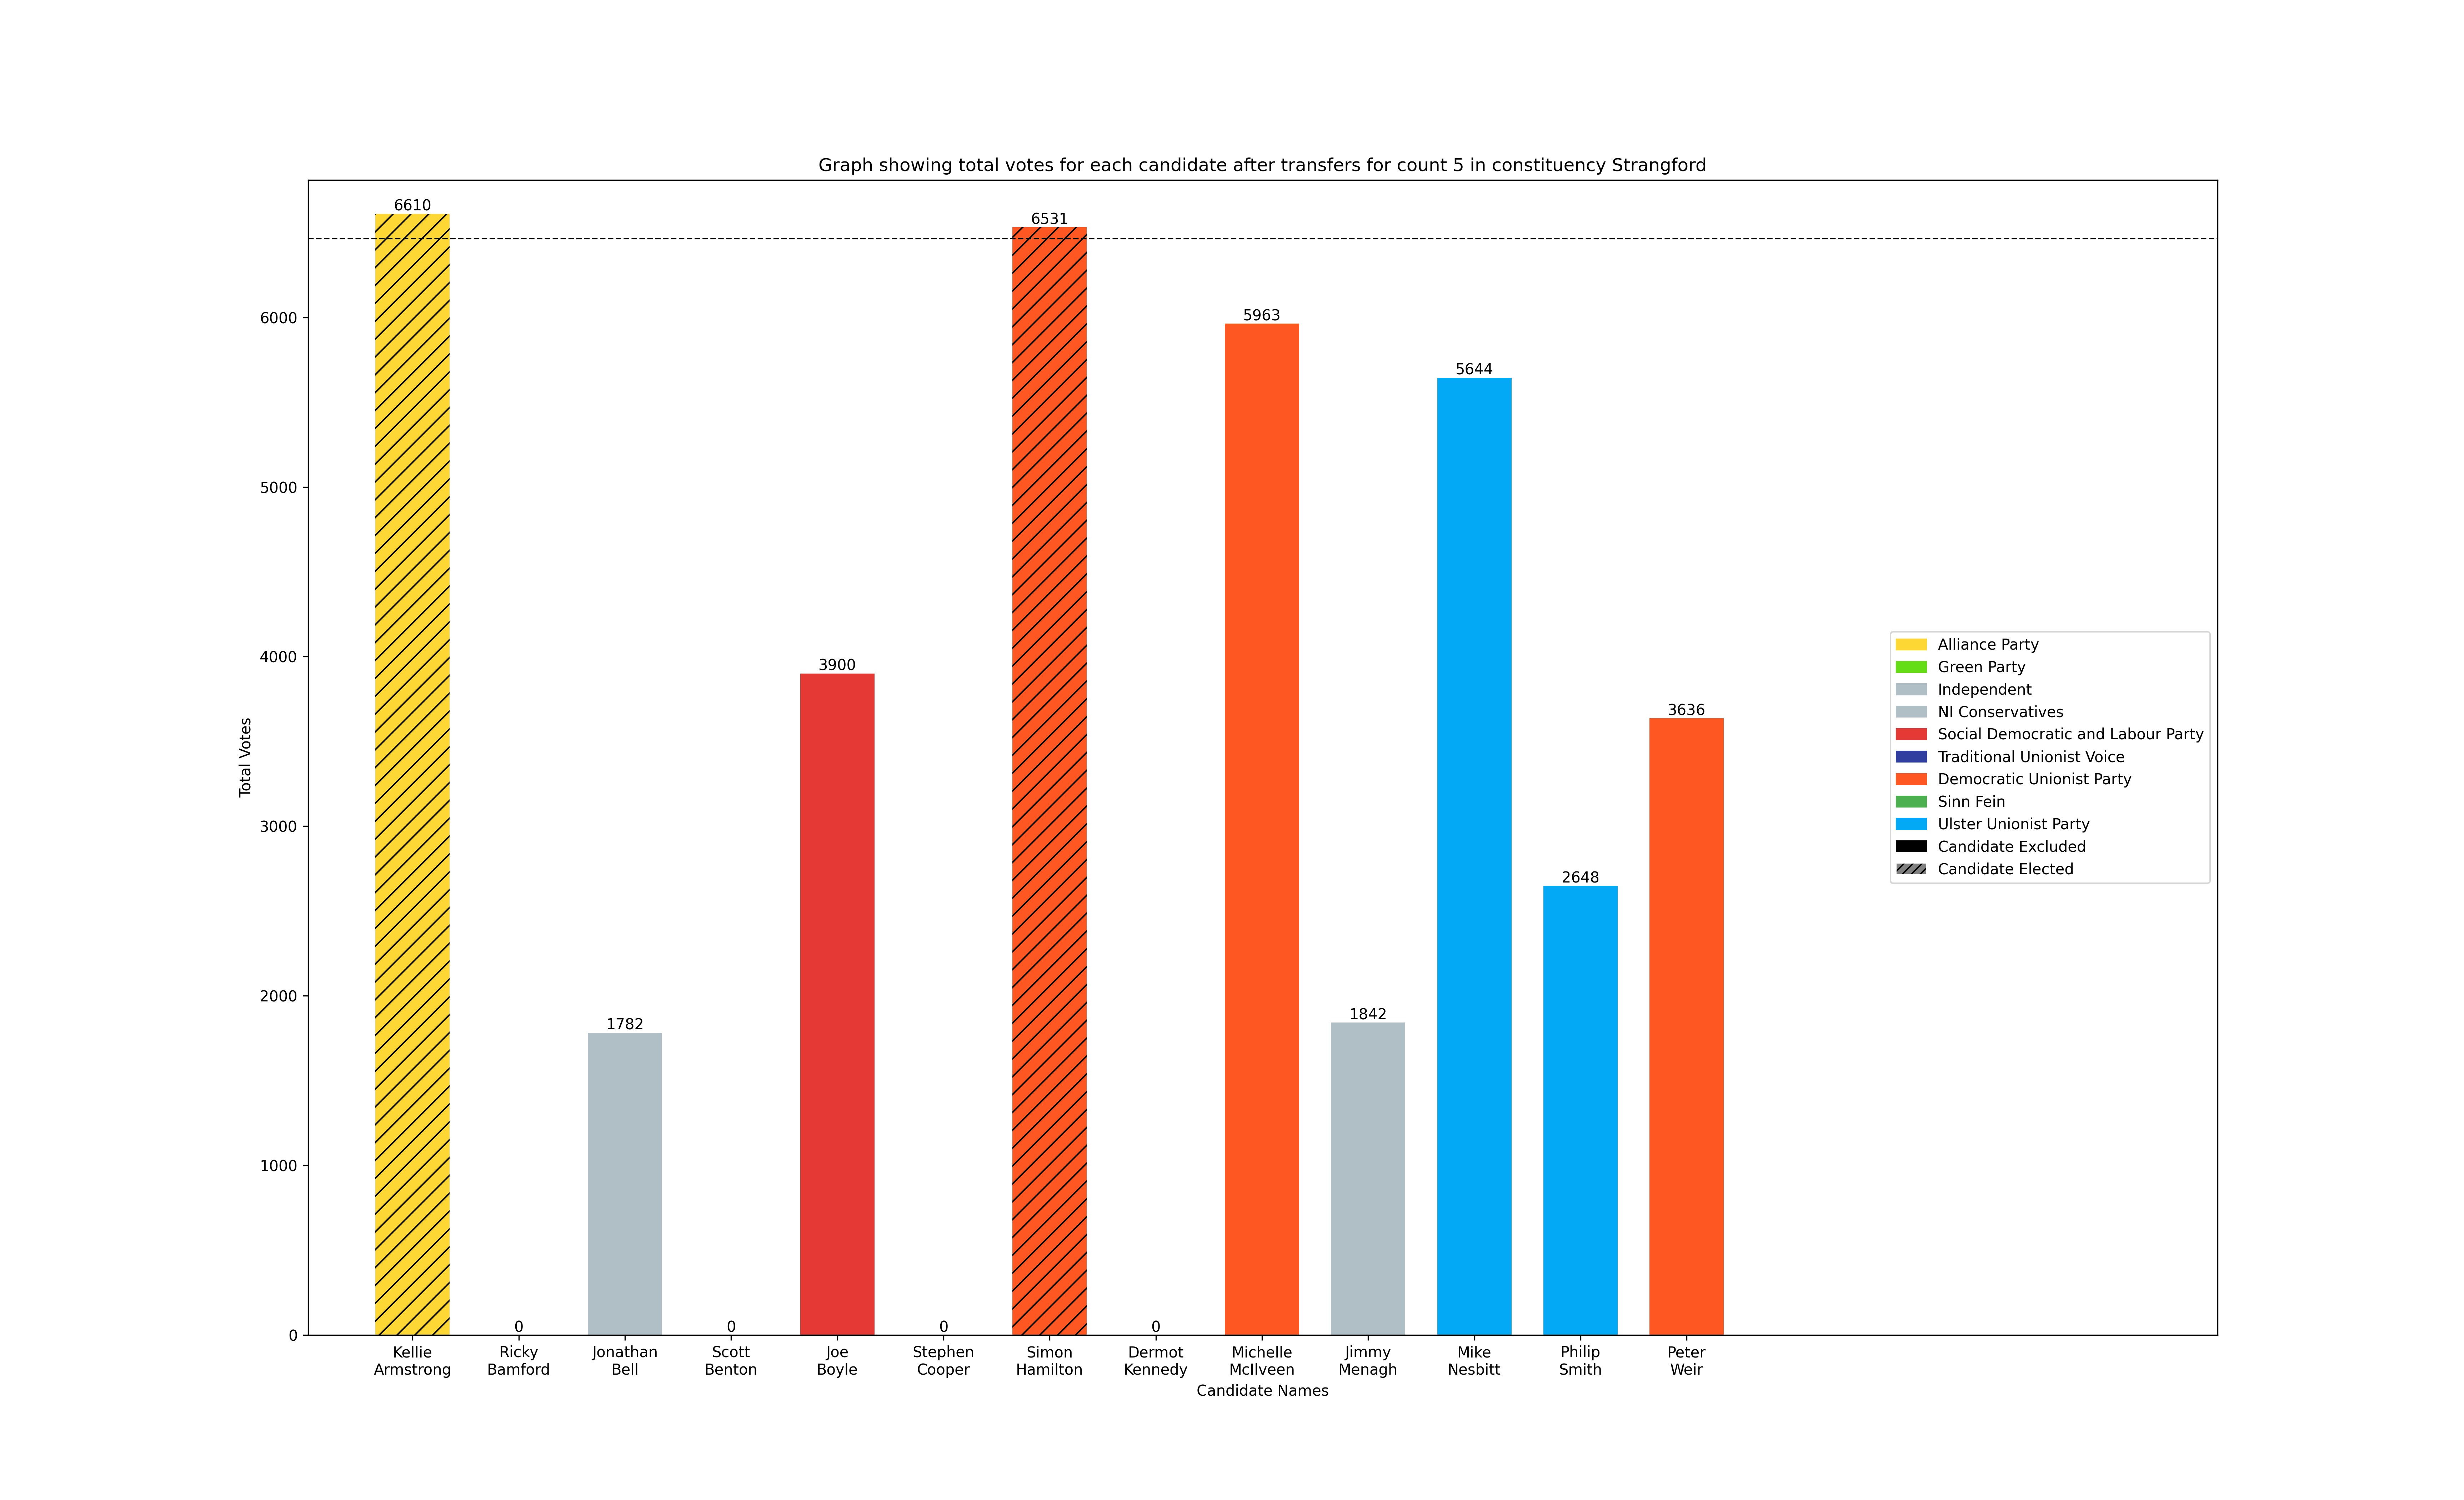 Graph showing total votes for each candidate after transfers for count 5 in constituency Strangford
6610
6531
6000
5963
5644
5000
4000
3900
Alliance Party
Green Party
Independent
NI Conservatives
Social Democratic and Labour Party
Traditional Unionist Voice
Democratic Unionist Party
Sinn Fein
Ulster Unionist Party
Candidate Excluded
Candidate Elected
3636
Total Votes
3000
2648
2000
1842
1782
1000
0
0
0
0
0
Kellie
Armstrong
Ricky
Bamford
Jonathan
Bell
Scott
Benton
Joe
Boyle
Stephen
Cooper
Simon
Hamilton
Dermot
Kennedy
Michelle
McIlveen
Jimmy
Menagh
Mike
Nesbitt
Philip
Smith
Peter
Weir
Candidate Names